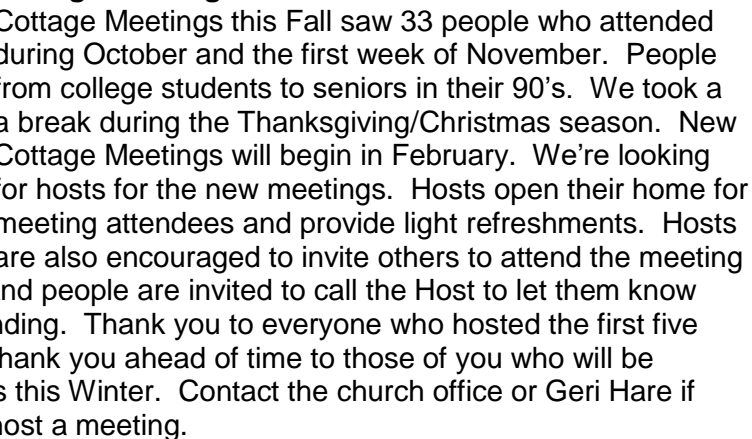 Cottage Meetings this Fall saw 33 people who attended
during October and the first week of November.  People
from college students to seniors in their 90's.  We took a
a break during the Thanksgiving/Christmas season.  New
Cottage Meetings will begin in February.  We're looking
for hosts for the new meetings.  Hosts open their home for
meeting attendees and provide light refreshments.  Hosts
are also encouraged to invite others to attend the meeting
and people are invited to call the Host to let them know
nding.  Thank you to everyone who hosted the first five
thank you ahead of time to those of you who will be
s this Winter.  Contact the church office or Geri Hare if
host a meeting.